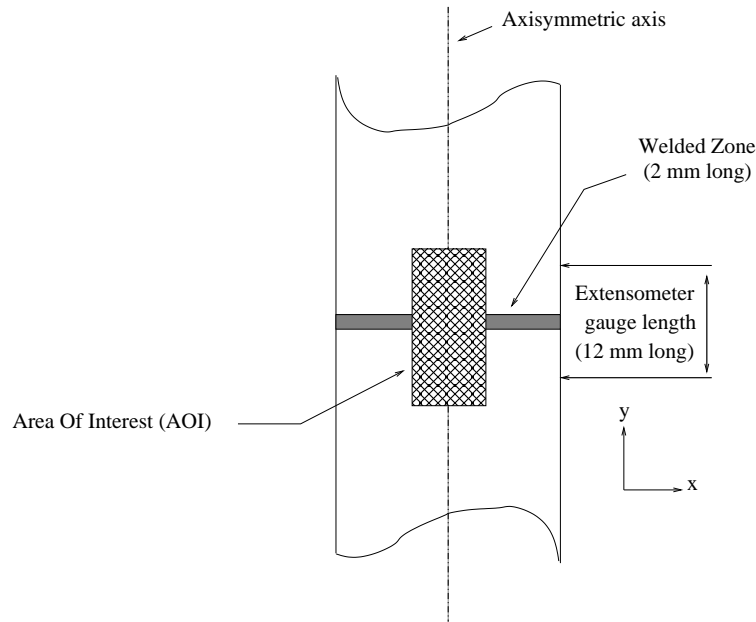 Axisymmetric axis
Welded Zone
(2 mm long)
Extensometer
gauge length
(12 mm long)
Area Of Interest (AOI)
y
x